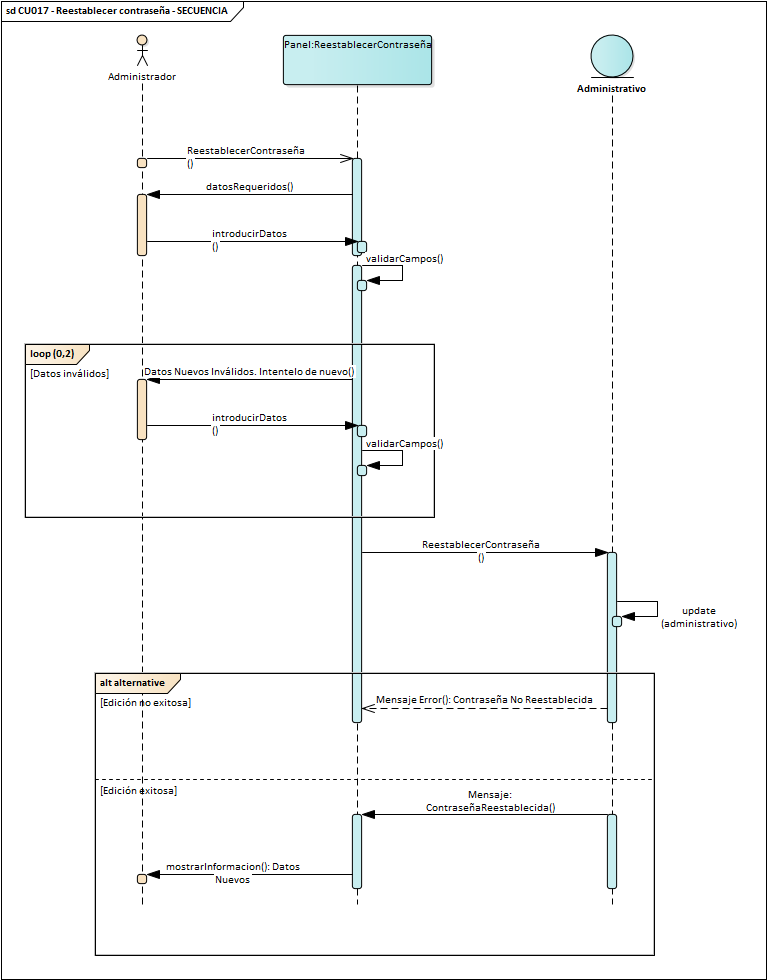 sd CU017 - Reestablecer contraseña - SECUENCIA
Administrador
Panel:ReestablecerContraseña
Administrativo
ReestablecerContraseña
()
datosRequeridos()
introducirDatos
()
validarCampos()
loop (0,2)
[Datos inválidos]
Datos Nuevos Inválidos. Intentelo de nuevo()
introducirDatos
()
validarCampos()
ReestablecerContraseña
()
update
(administrativo)
alt alternative
[Edición no exitosa]
Mensaje Error(): Contraseña No Reestablecida
[Edición exitosa]
Mensaje:
ContraseñaReestablecida()
mostrarInformacion(): Datos
Nuevos